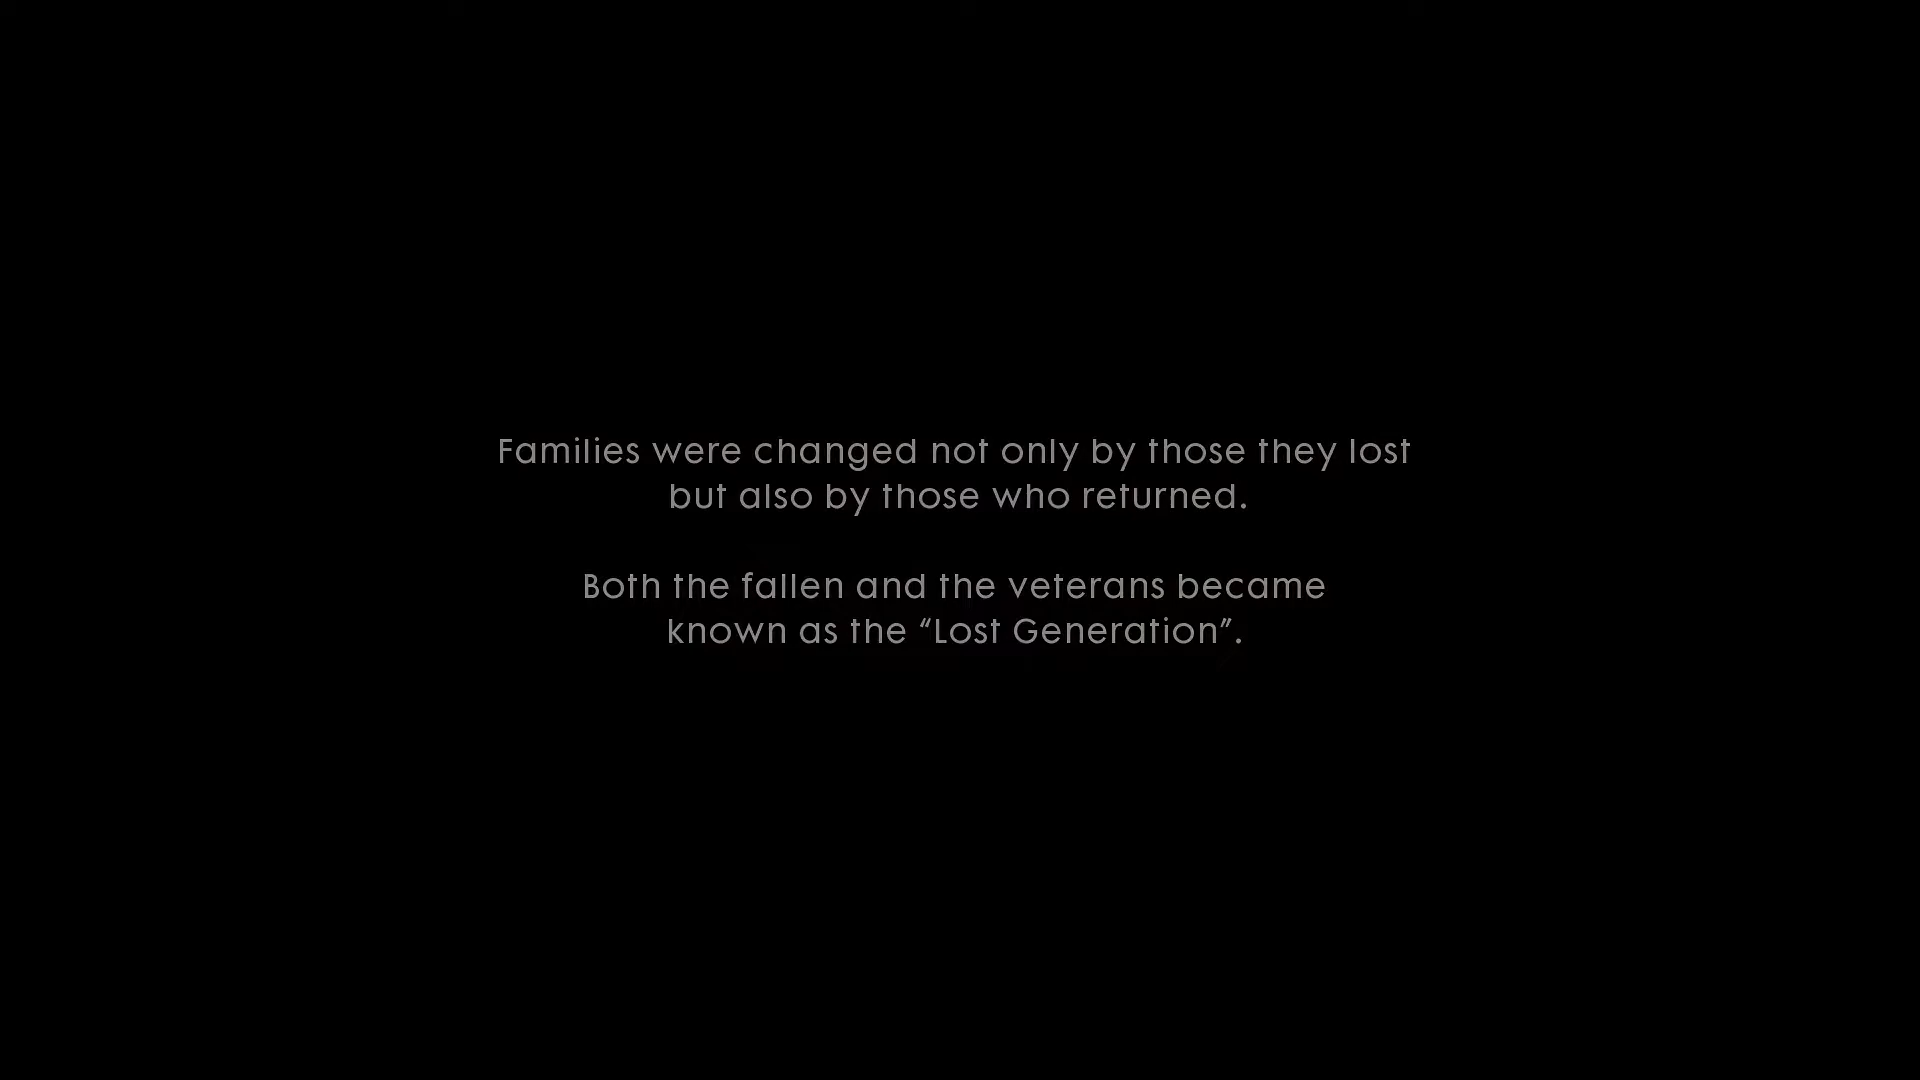 Families were changed not only by those they lost
but also by those who returned.
Both the fallen and the veterans became
known as the “Lost Generation”.